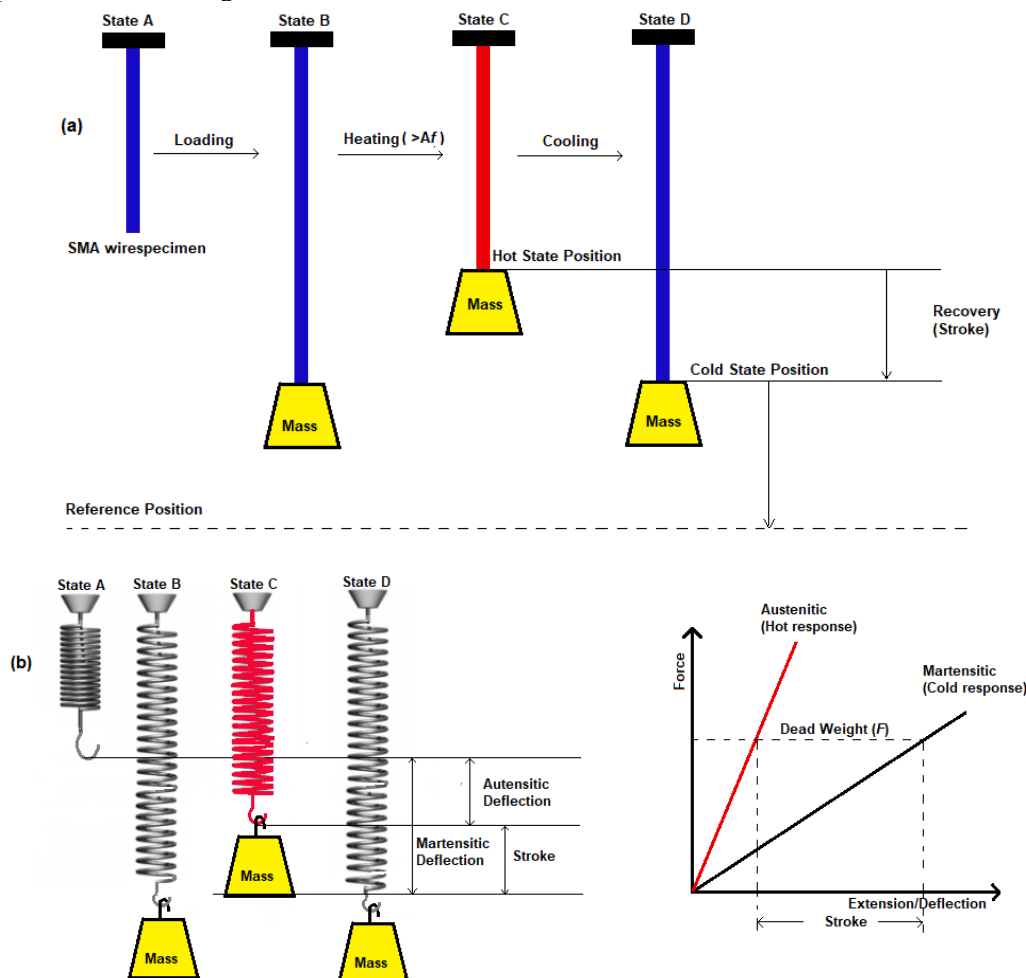 State A
State B
State C
State D
(a)
Loading
Heating ( >Af )
Cooling
SMA wirespecimen
Hot State Position
Mass
Recovery
(Stroke)
Cold State Position
Mass
Mass
Reference Position
State A
State B
State C
State D
(b)
Autensitic
Deflection
Martensitic
Deflection
Stroke
Mass
Mass
Mass
Austenitic
(Hot response)
Martensitic
(Cold response)
Force
Dead Weight (F)
Extension/Deflection
Stroke